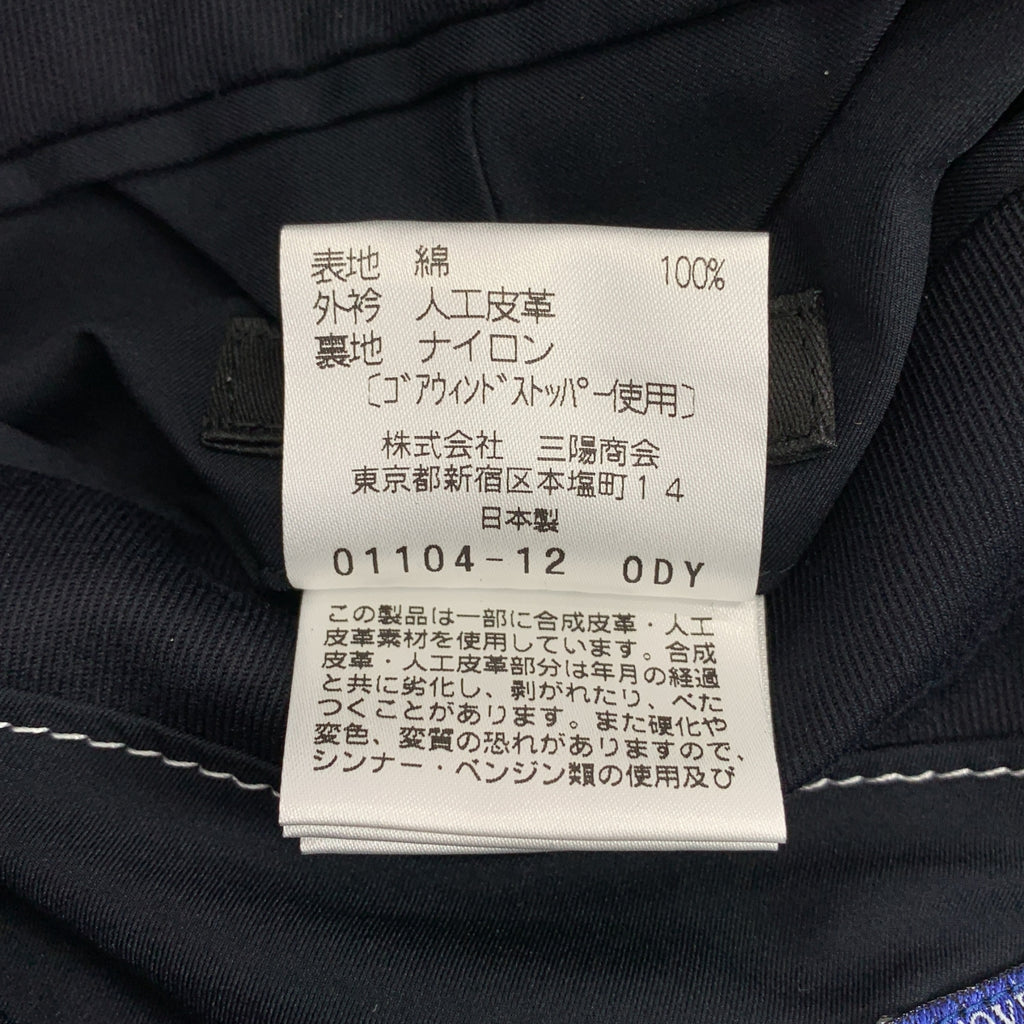 表地 綿 100%
外衿 人工皮革
裏地 ナイロン
〔ｺﾞｱｳｨﾝﾄﾞｽﾄｯﾊﾟｰ使用〕
株式会社 三陽商会
東京都新宿区本塩町１４
日本製
01104-12 0DY
この製品は一部に合成皮革・人工
皮革素材を使用しています。合成
皮革・人工皮革部分は年月の経過
と共に劣化し、剥がれたり、べた
つくことがあります。また硬化や
変色、変質の恐れがありますので、
シンナー・ベンジン類の使用及び